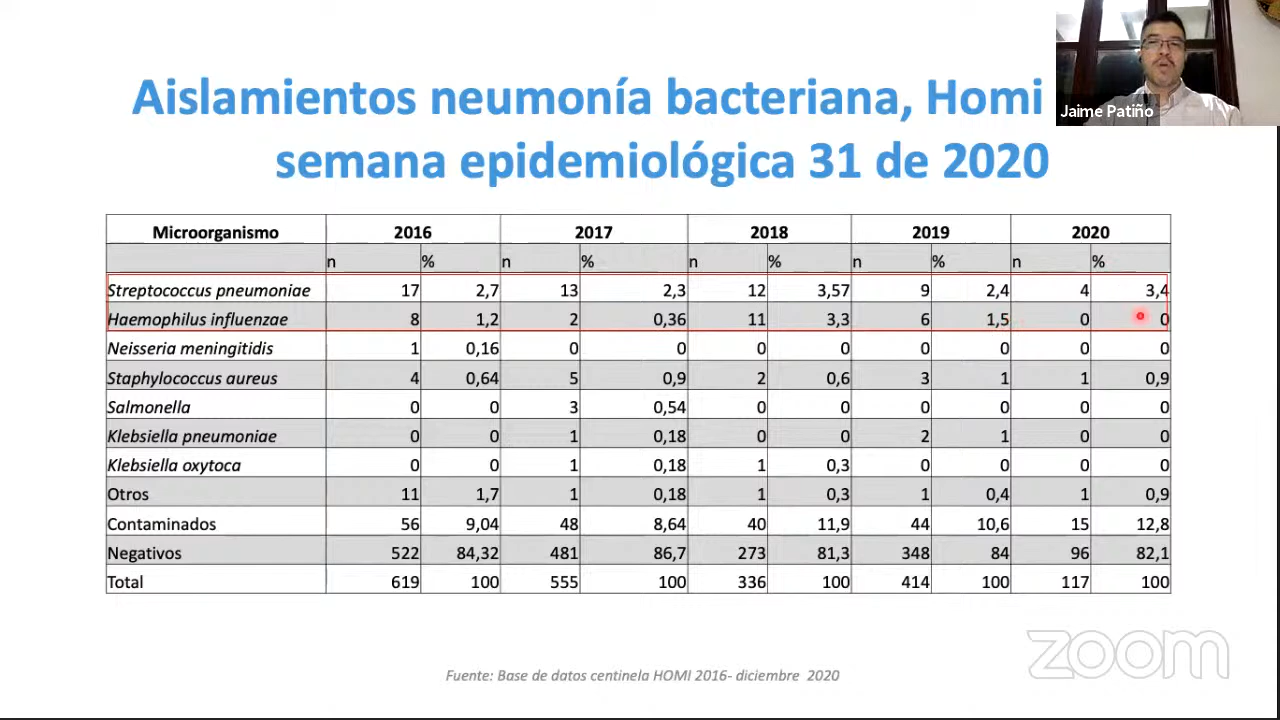 Aislamientos neumonía bacteriana, Homi
semana epidemiológica 31 de 2020
Jaime Patiño
Microorganismo 2016 2017 2018 2019 2020
n % n % n % n % n %
Streptococcus pneumoniae 17 2,7 13 2,3 12 3,57 9 2,4 4 3,4
Haemophilus influenzae 8 1,2 2 0,36 11 3,3 6 1,5 0 0
Neisseria meningitidis 1 0,16 0 0 0 0 0 0 0 0
Staphylococcus aureus 4 0,64 5 0,9 2 0,6 3 1 1 0,9
Salmonella 0 0 3 0,54 0 0 0 0 0 0
Klebsiella pneumoniae 0 0 1 0,18 0 0 2 1 0 0
Klebsiella oxytoca 0 0 1 0,18 1 0,3 0 0 0 0
Otros 11 1,7 1 0,18 1 0,3 1 0,4 1 0,9
Contaminados 56 9,04 48 8,64 40 11,9 44 10,6 15 12,8
Negativos 522 84,32 481 86,7 273 81,3 348 84 96 82,1
Total 619 100 555 100 336 100 414 100 117 100
Fuente: Base de datos centinela HOMI 2016- diciembre 2020
zoom